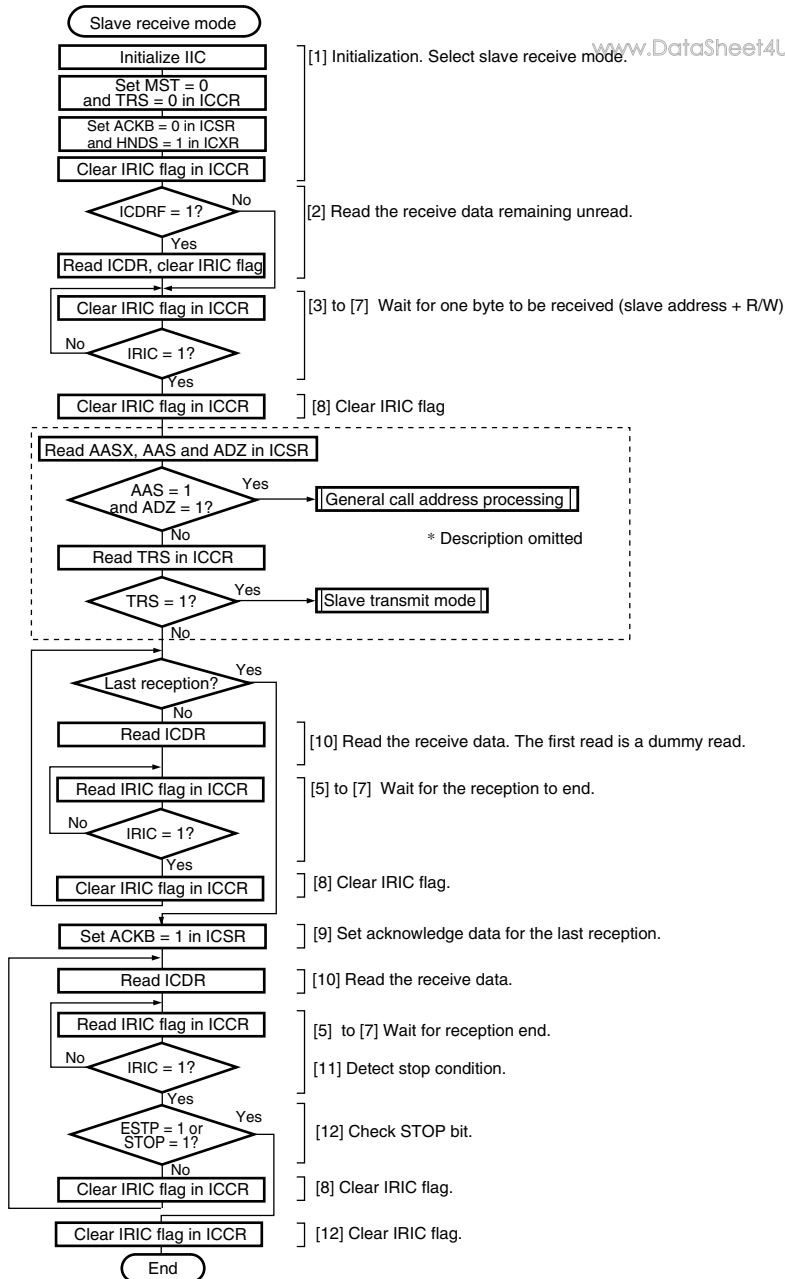 Slave receive mode
www.DataSheet4U
Initialize IIC
[1] Initialization. Select slave receive mode.
Set MST = 0
and TRS = 0 in ICCR
Set ACKB = 0 in ICSR
and HNDS = 1 in ICXR
Clear IRIC flag in ICCR
ICDRF = 1?
No
[2] Read the receive data remaining unread.
Yes
Read ICDR, clear IRIC flag
Clear IRIC flag in ICCR
[3] to [7] Wait for one byte to be received (slave address + R/W)
No
IRIC = 1?
Yes
Clear IRIC flag in ICCR
[8] Clear IRIC flag
Read AASX, AAS and ADZ in ICSR
AAS = 1
and ADZ = 1?
Yes
General call address processing
No
* Description omitted
Read TRS in ICCR
TRS = 1?
Yes
Slave transmit mode
No
Last reception?
Yes
No
Read ICDR
[10] Read the receive data. The first read is a dummy read.
Read IRIC flag in ICCR
[5] to [7] Wait for the reception to end.
No
IRIC = 1?
Yes
Clear IRIC flag in ICCR
[8] Clear IRIC flag.
Set ACKB = 1 in ICSR
[9] Set acknowledge data for the last reception.
Read ICDR
[10] Read the receive data.
Read IRIC flag in ICCR
[5] to [7] Wait for reception end.
No
IRIC = 1?
[11] Detect stop condition.
Yes
ESTP = 1 or
STOP = 1?
Yes
[12] Check STOP bit.
No
Clear IRIC flag in ICCR
[8] Clear IRIC flag.
Clear IRIC flag in ICCR
[12] Clear IRIC flag.
End